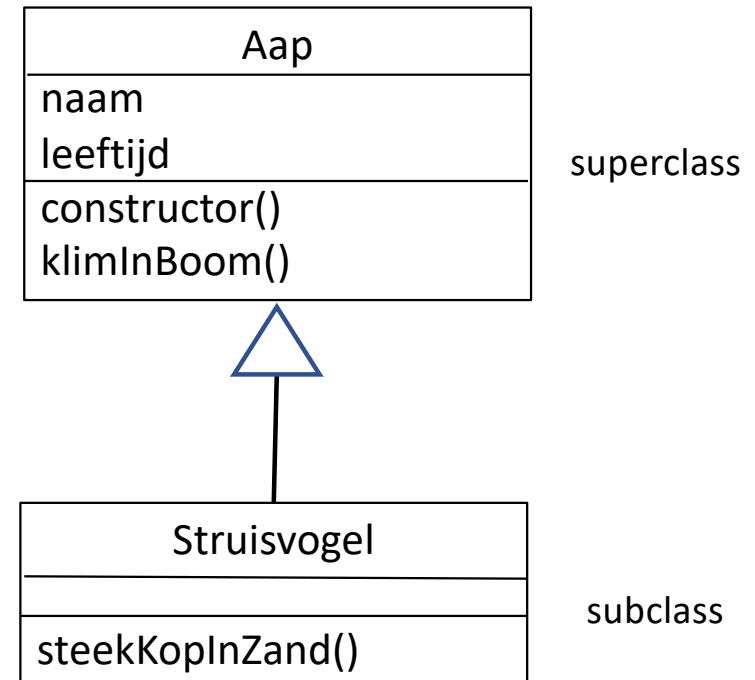 Aap
naam
leeftijd
superclass
constructor()
klimInBoom()
Struisvogel
subclass
steekKopInZand()